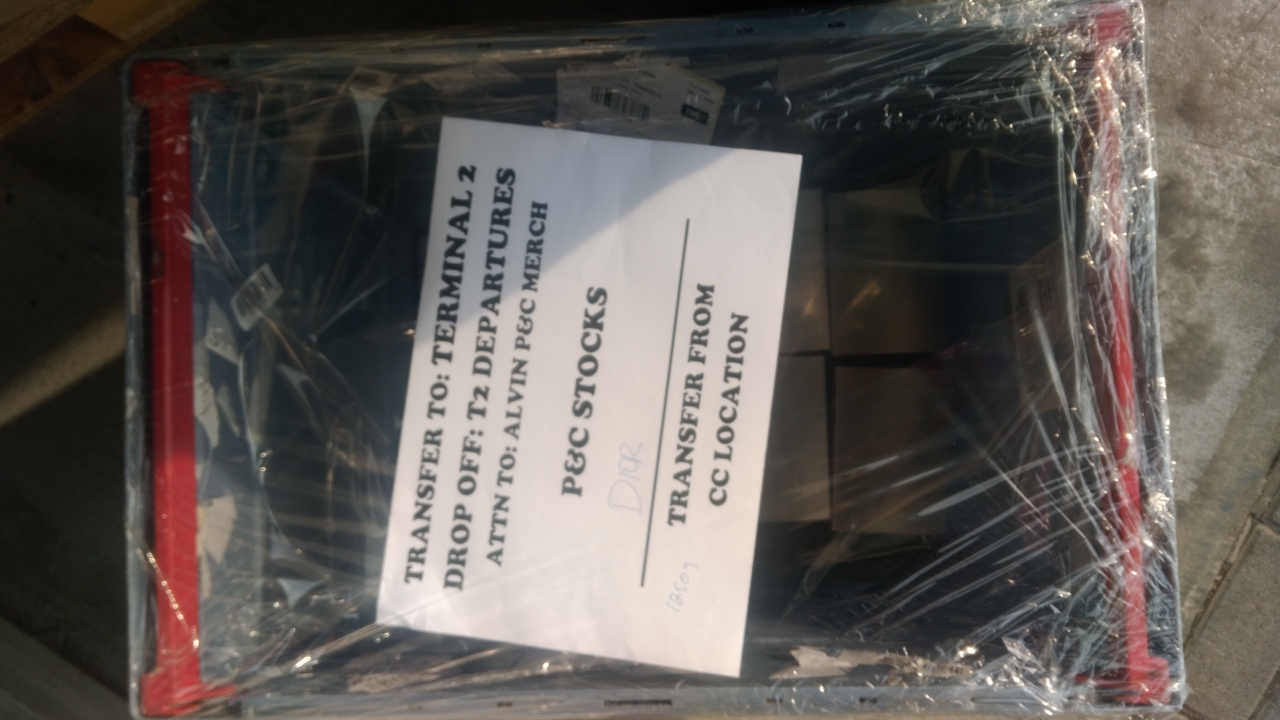 TRANSFER TO: TERMINAL 2
DROP OFF: T2 DEPARTURES
ATTN TO: ALVIN P&C MERCH
P&C STOCKS
DIOR
TRANSFER FROM
CC LOCATION